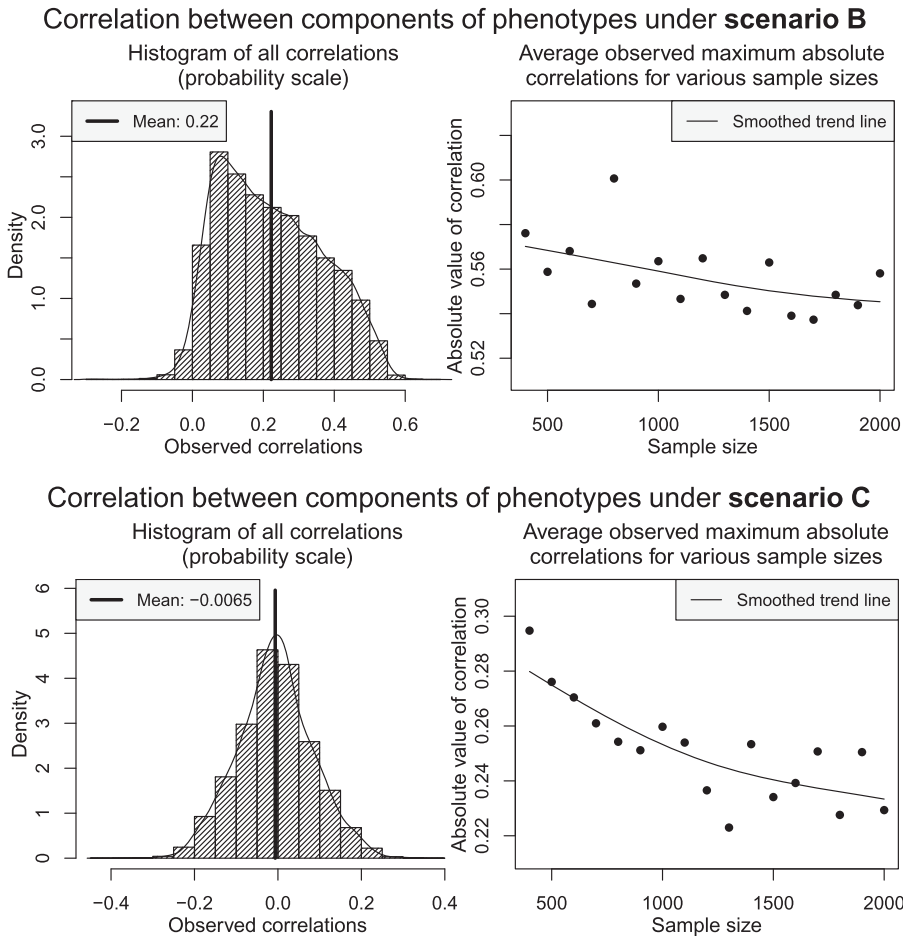 Correlation between components of phenotypes under scenario B
Histogram of all correlations
(probability scale)
Mean: 0.22
Density
0.0
1.0
2.0
3.0
−0.2
0.0
0.2
0.4
0.6
Observed correlations
Average observed maximum absolute
correlations for various sample sizes
Smoothed trend line
Absolute value of correlation
0.52
0.56
0.60
500
1000
1500
2000
Sample size
Correlation between components of phenotypes under scenario C
Histogram of all correlations
(probability scale)
Mean: −0.0065
Density
0
1
2
3
4
5
6
−0.4
−0.2
0.0
0.2
0.4
Observed correlations
Average observed maximum absolute
correlations for various sample sizes
Smoothed trend line
Absolute value of correlation
0.22
0.24
0.26
0.28
0.30
500
1000
1500
2000
Sample size